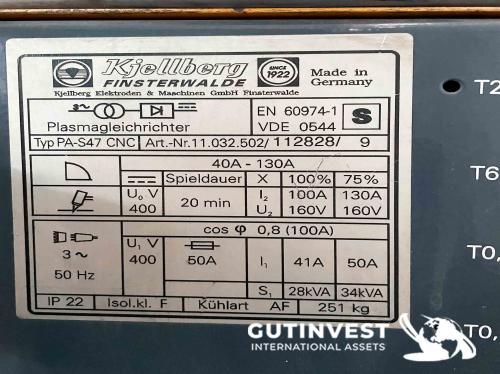 Kjellberg
FINSTERWALDE
SINCE 1922
Made in Germany
Kjellberg Elektroden & Maschinen GmbH Finsterwalde
3~
EN 60974-1
VDE 0544
S
Plasmagleichrichter
Typ PA-S47 CNC Art.-Nr.11.032.502/ 112828/ 9
40A - 130A
Spieldauer X 100% 75%
U₀ V 400 20 min I₂ 100A 130A
U₂ 160V 160V
cos φ 0,8 (100A)
3~ 50 Hz U₁ V 400 50A I₁ 41A 50A
S₁ 28kVA 34kVA
IP 22 Isol.kl. F Kühlart AF 251 kg
T2
T6
T0,
T0,
GUTINVEST
INTERNATIONAL ASSETS